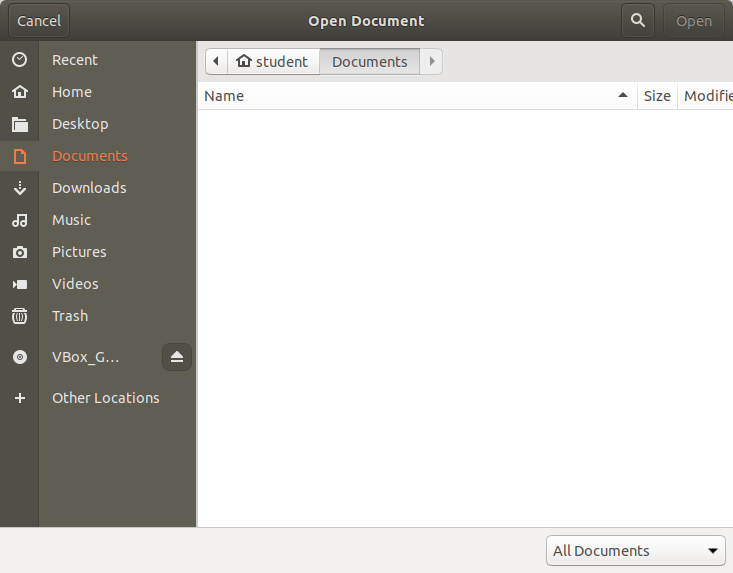 Cancel
Open Document
Open
Recent
Home
Desktop
Documents
Downloads
Music
Pictures
Videos
Trash
VBox_G...
Other Locations
student
Documents
Name
Size
Modifie
All Documents